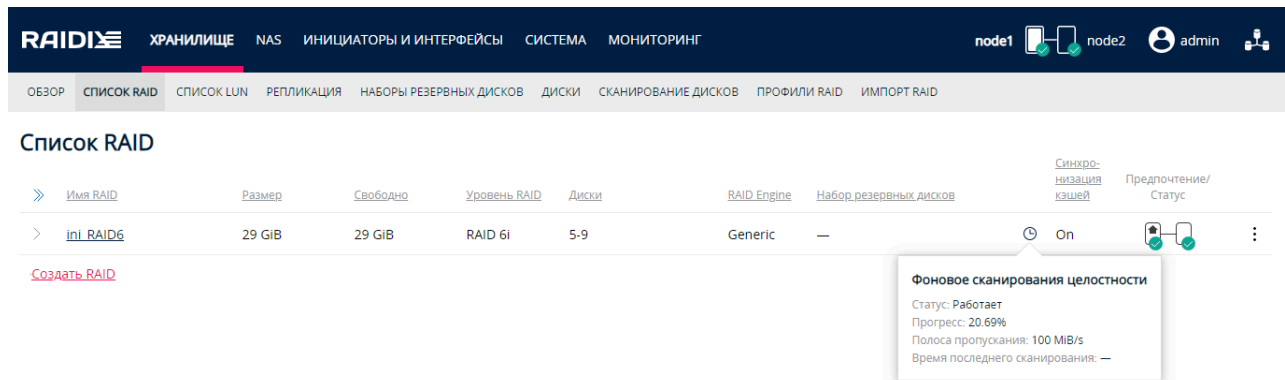 RAIDIX ХРАНИЛИЩЕ NAS ИНИЦИАТОРЫ И ИНТЕРФЕЙСЫ СИСТЕМА МОНИТОРИНГ node1 node2 admin
ОБЗОР СПИСОК RAID СПИСОК LUN РЕПЛИКАЦИЯ НАБОРЫ РЕЗЕРВНЫХ ДИСКОВ ДИСКИ СКАНИРОВАНИЕ ДИСКОВ ПРОФИЛИ RAID ИМПОРТ RAID
Список RAID
Имя RAID Размер Свободно Уровень RAID Диски RAID Engine Набор резервных дисков Синхро-
низация
кэшей Предпочтение/
Статус
ini_RAID6 29 GiB 29 GiB RAID 6i 5-9 Generic — On
Создать RAID
Фоновое сканирования целостности
Статус: Работает
Прогресс: 20.69%
Полоса пропускания: 100 MiB/s
Время последнего сканирования: —